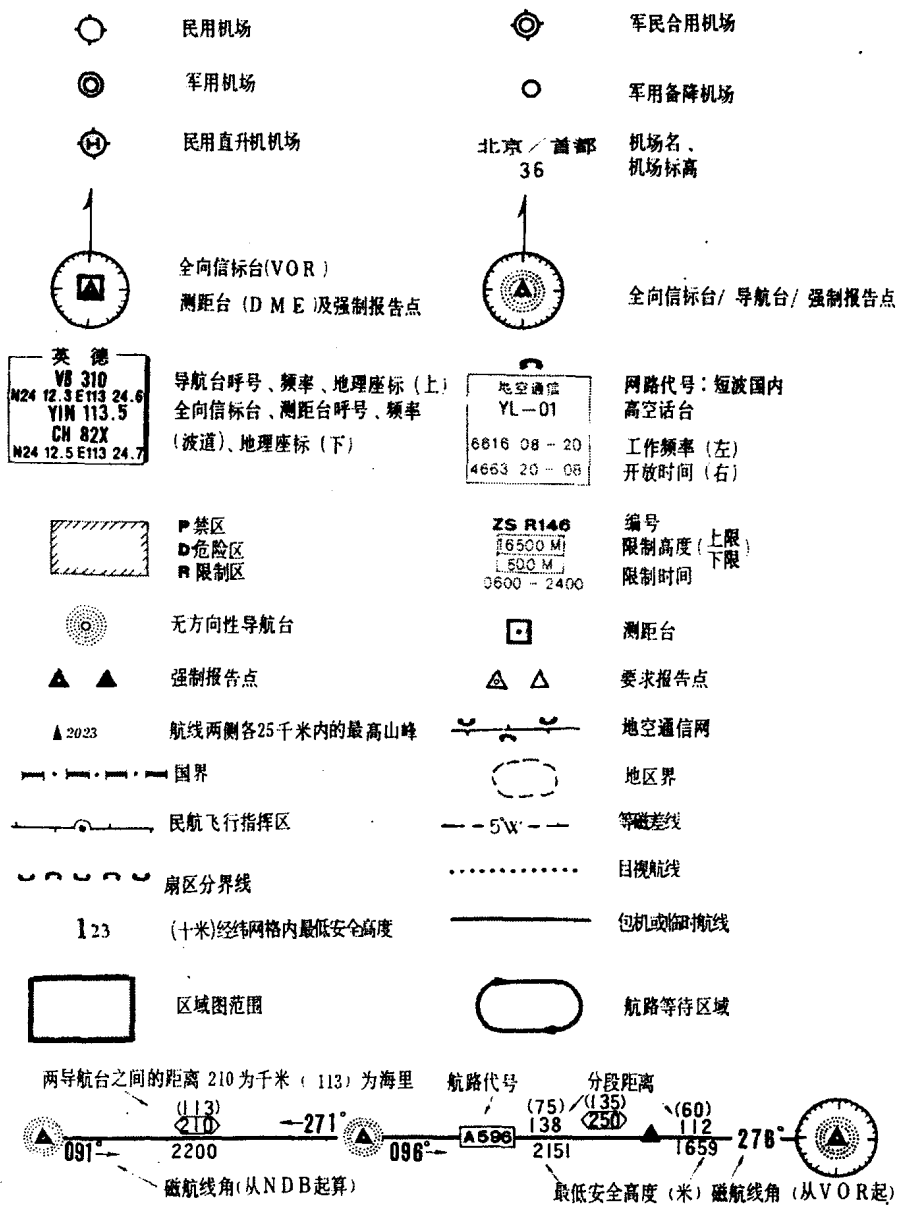 民用机场
军民合用机场
军用机场
军用备降机场
民用直升机机场
北京／首都
36
机场名、
机场标高
全向信标台(VOR)
测距台 (DME)及强制报告点
全向信标台/ 导航台/ 强制报告点
英 德
VB 310
N24 12.3 E113 24.6
YIN 113.5
CH 82X
N24 12.5 E113 24.7
导航台呼号、频率、地理座标 (上)
全向信标台、测距台呼号、频率
(波道)、地理座标 (下)
地空通信
YL-01
6616 08-20
4663 20-08
网路代号：短波国内
高空话台
工作频率 (左)
开放时间 (右)
P禁区
D危险区
R 限制区
ZS R146
16500 M
500 M
0600 - 2400
编号
限制高度 (上限
下限)
限制时间
无方向性导航台
测距台
强制报告点
要求报告点
2023
航线两侧各25千米内的最高山峰
地空通信网
国界
地区界
民航飞行指挥区
5°W
等磁差线
扇区分界线
目视航线
123
(十米)经纬网格内最低安全高度
包机或临时航线
区域图范围
航路等待区域
两导航台之间的距离 210为千米 (113) 为海里
航路代号
分段距离
(113)
210
271°
091°
2200
096°
A596
(75)
138
2151
(135)
250
(60)
112
1659
276°
磁航线角(从NDB起算)
最低安全高度 (米)
磁航线角 (从VOR起)